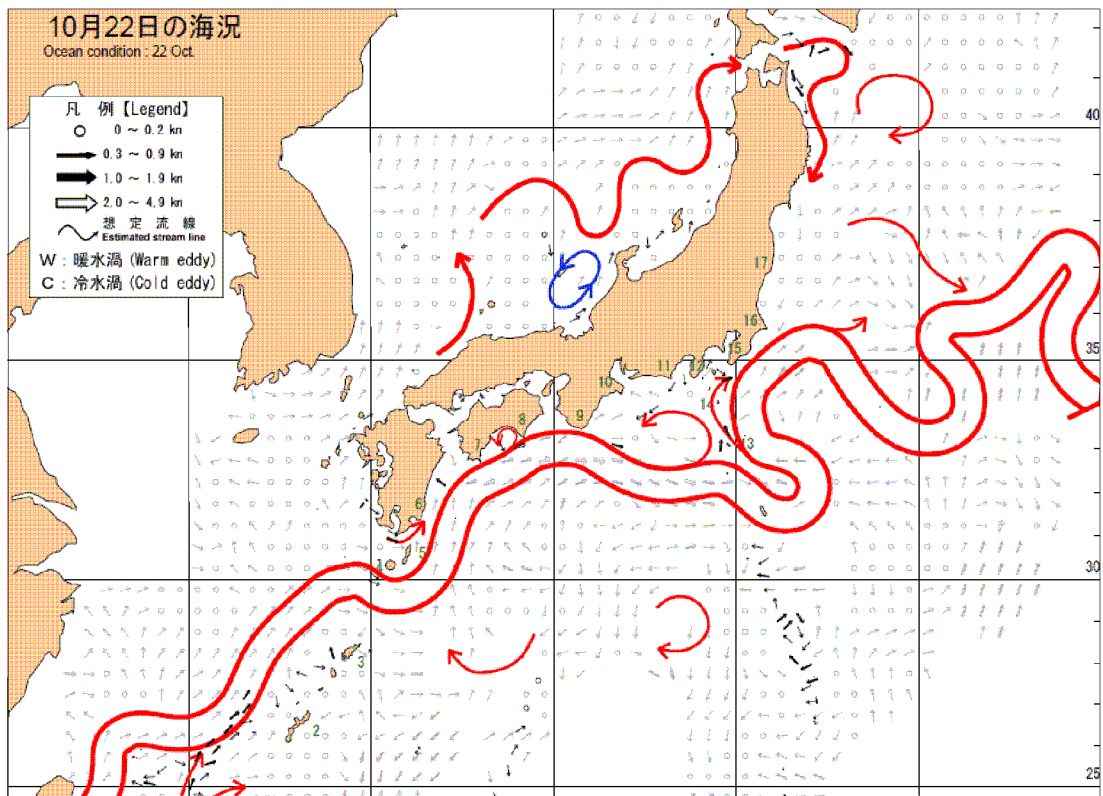 10月22日の海況
Ocean condition : 22 Oct.
凡 例【Legend】
0 ～ 0.2 kn
0.3 ～ 0.9 kn
1.0 ～ 1.9 kn
2.0 ～ 4.9 kn
想 定 流 線
Estimated stream line
W : 暖水渦 (Warm eddy)
C : 冷水渦 (Cold eddy)
40
17
16
35
15
12
11
10
14
9
8
7
13
6
5
30
3
2
25